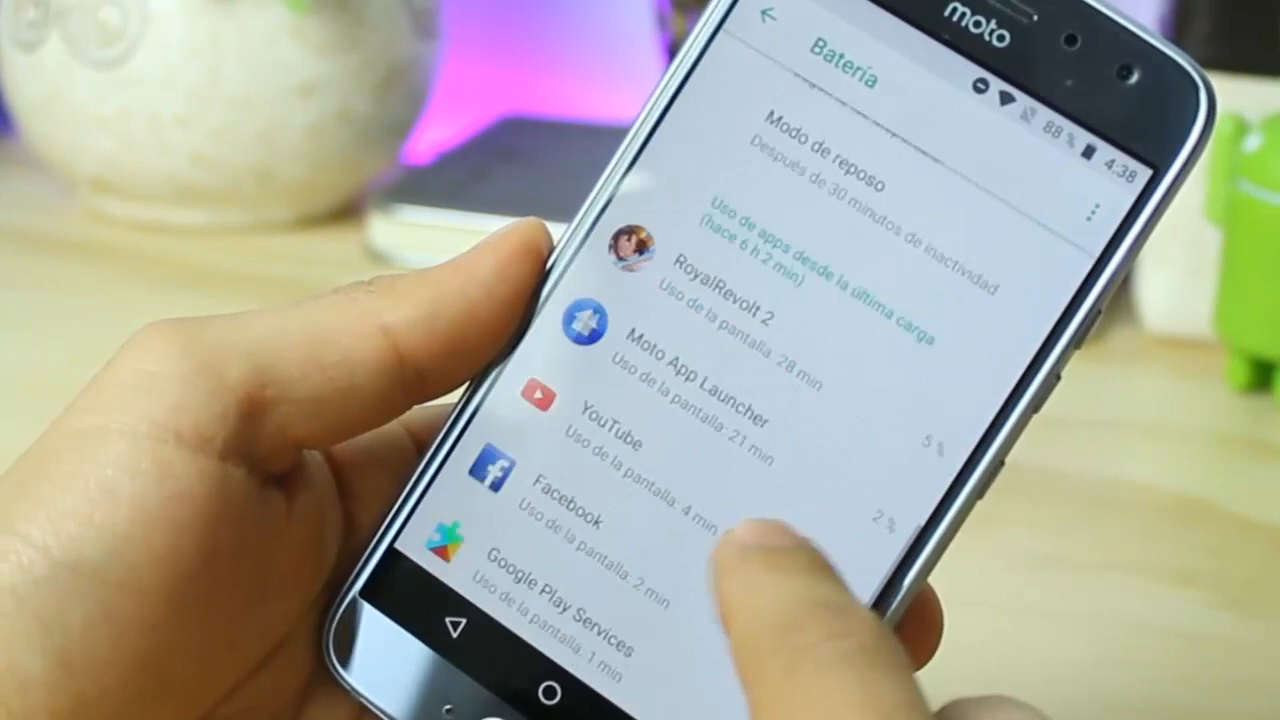 moto
88 %
4:38
Batería
Modo de reposo
Después de 30 minutos de inactividad
Uso de apps desde la última carga
(hace 6 h 2 min)
RoyalRevolt 2
Uso de la pantalla: 28 min
5 %
Moto App Launcher
Uso de la pantalla: 21 min
2 %
YouTube
Uso de la pantalla: 4 min
Facebook
Uso de la pantalla: 2 min
Google Play Services
Uso de la pantalla: 1 min